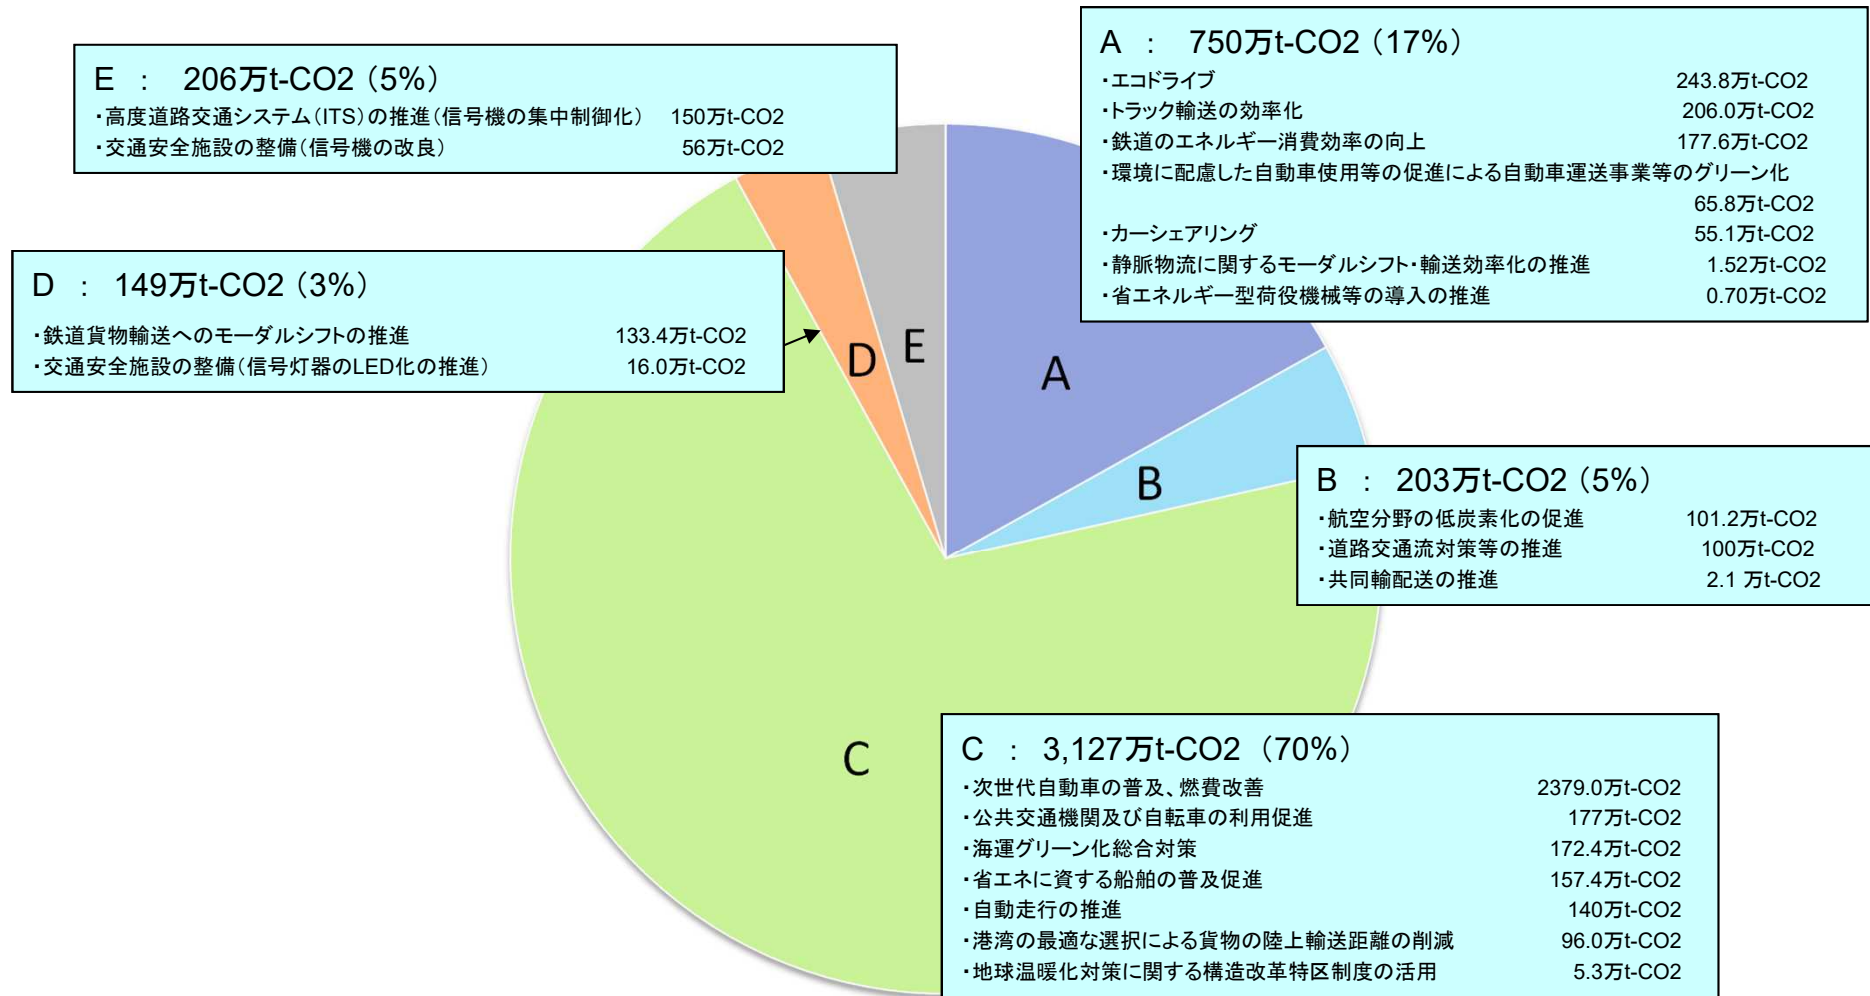 E : 206万t-CO2(5%)
・高度道路交通システム(ITS)の推進(信号機の集中制御化) 150万t-CO2
・交通安全施設の整備(信号機の改良) 56万t-CO2
A : 750万t-CO2(17%)
・エコドライブ 243.8万t-CO2
・トラック輸送の効率化 206.0万t-CO2
・鉄道のエネルギー消費効率の向上 177.6万t-CO2
・環境に配慮した自動車使用等の促進による自動車運送事業等のグリーン化
65.8万t-CO2
・カーシェアリング 55.1万t-CO2
・静脈物流に関するモーダルシフト・輸送効率化の推進 1.52万t-CO2
・省エネルギー型荷役機械等の導入の推進 0.70万t-CO2
D : 149万t-CO2(3%)
・鉄道貨物輸送へのモーダルシフトの推進 133.4万t-CO2
・交通安全施設の整備(信号灯器のLED化の推進) 16.0万t-CO2
D
E
A
B
C
B : 203万t-CO2(5%)
・航空分野の低炭素化の促進 101.2万t-CO2
・道路交通流対策等の推進 100万t-CO2
・共同輸配送の推進 2.1 万t-CO2
C : 3,127万t-CO2 (70%)
・次世代自動車の普及、燃費改善 2379.0万t-CO2
・公共交通機関及び自転車の利用促進 177万t-CO2
・海運グリーン化総合対策 172.4万t-CO2
・省エネに資する船舶の普及促進 157.4万t-CO2
・自動走行の推進 140万t-CO2
・港湾の最適な選択による貨物の陸上輸送距離の削減 96.0万t-CO2
・地球温暖化対策に関する構造改革特区制度の活用 5.3万t-CO2